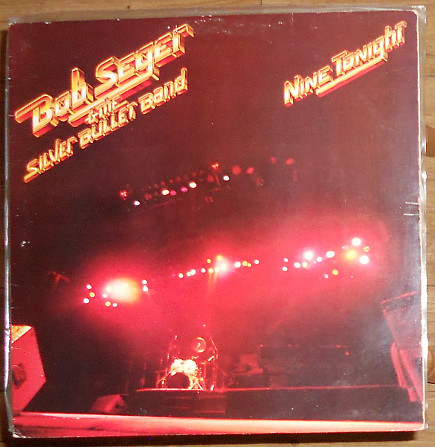 Bob Seger
& THE
SILVER BULLET BAND
NINE TONIGHT